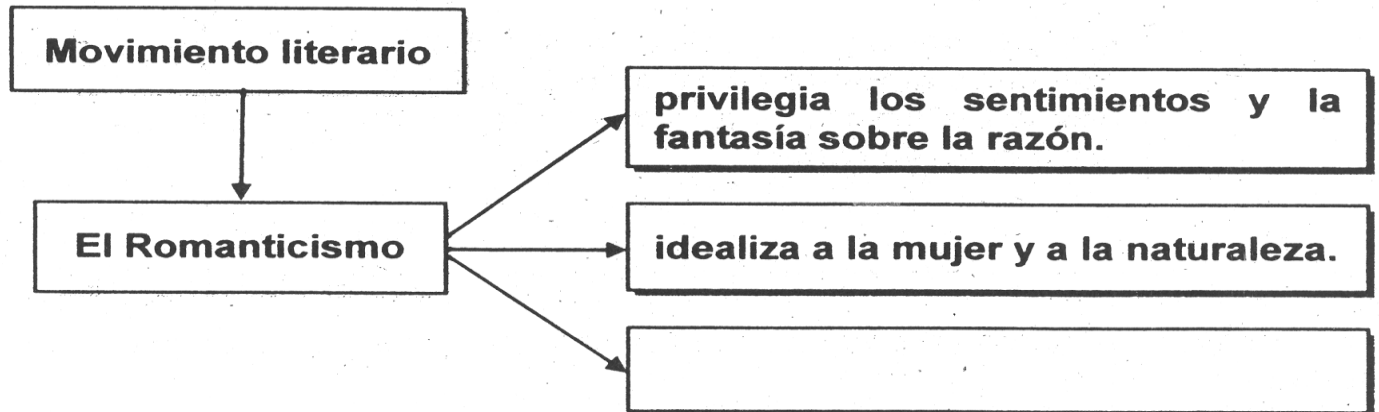 Movimiento literario
privilegia los sentimientos y la
fantasía sobre la razón.
El Romanticismo
idealiza a la mujer y a la naturaleza.